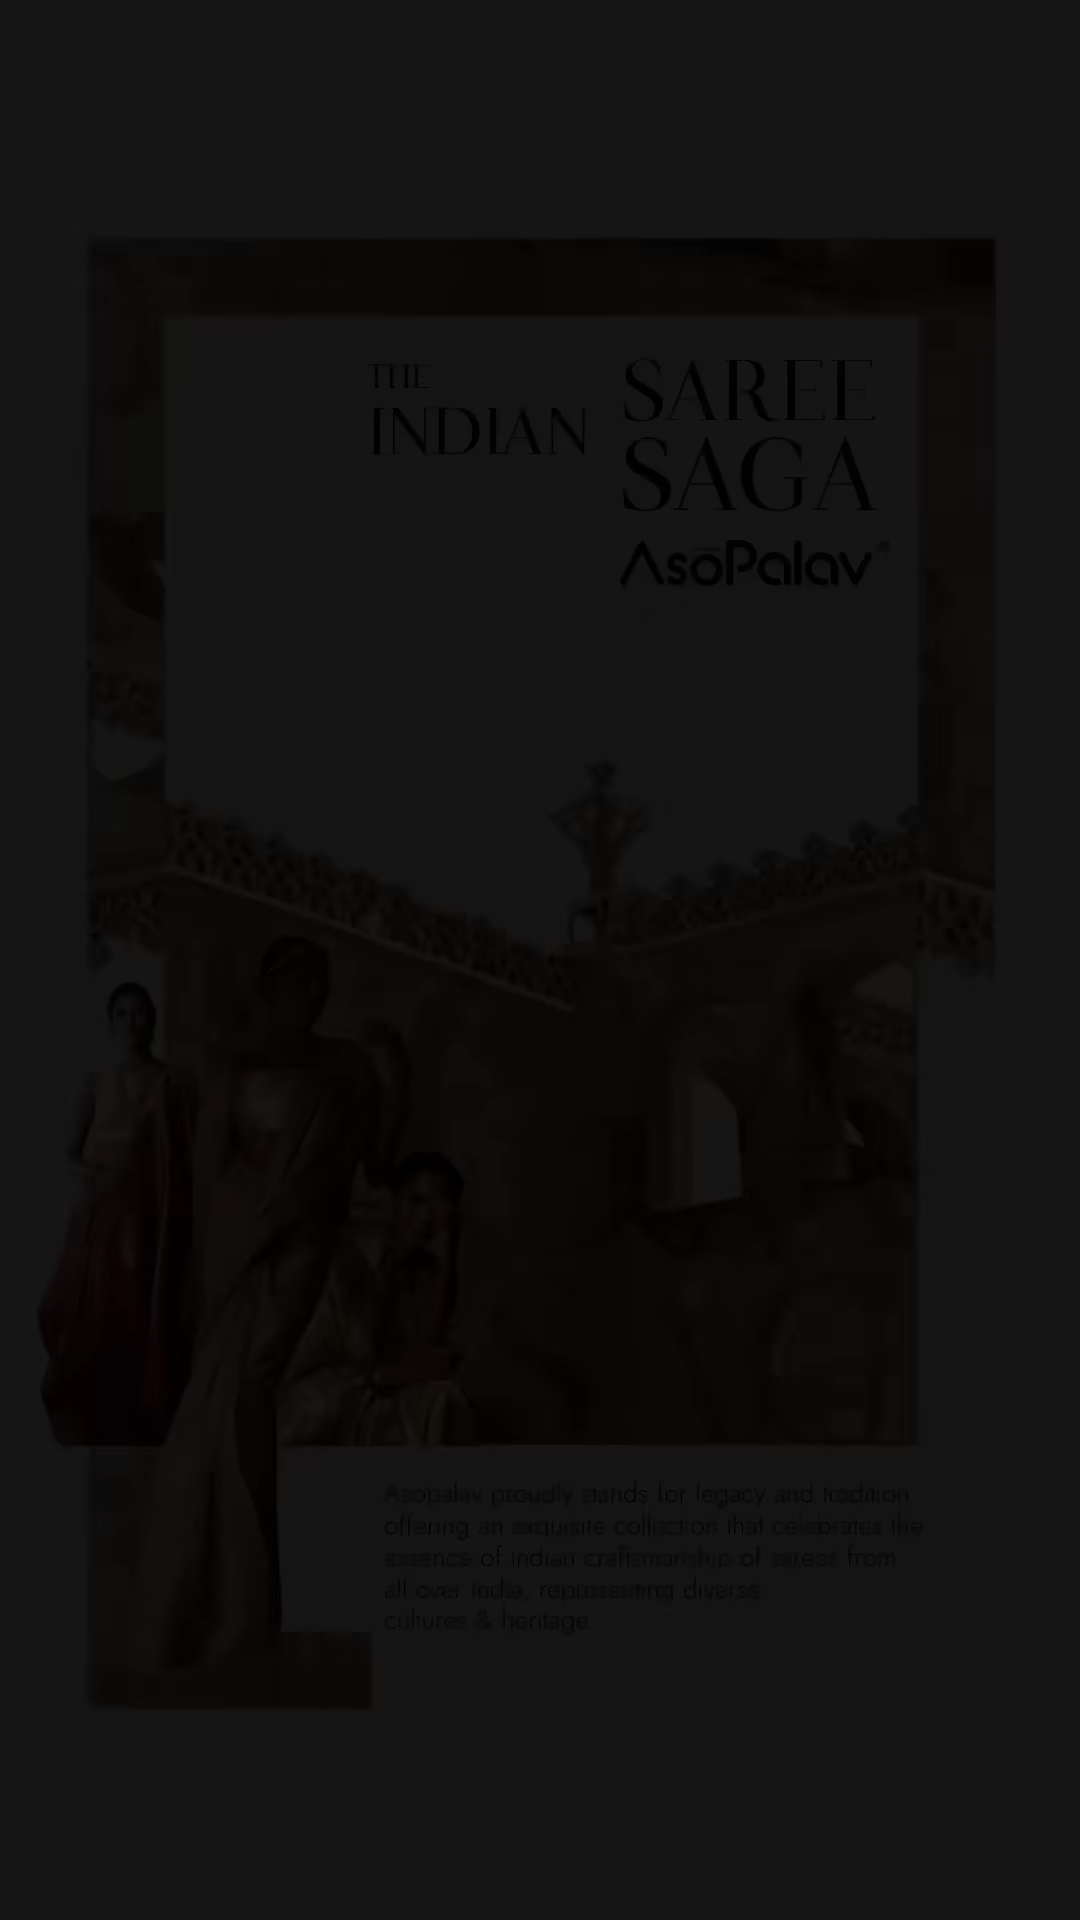 THE
INDIAN
SAREE
SAGA
AsōPalav®
Asopalav proudly stands for legacy and tradition
offering an exquisite collection that celebrates the
essence of Indian craftsmanship of sarees from
all over India, representing diverse
cultures & heritage